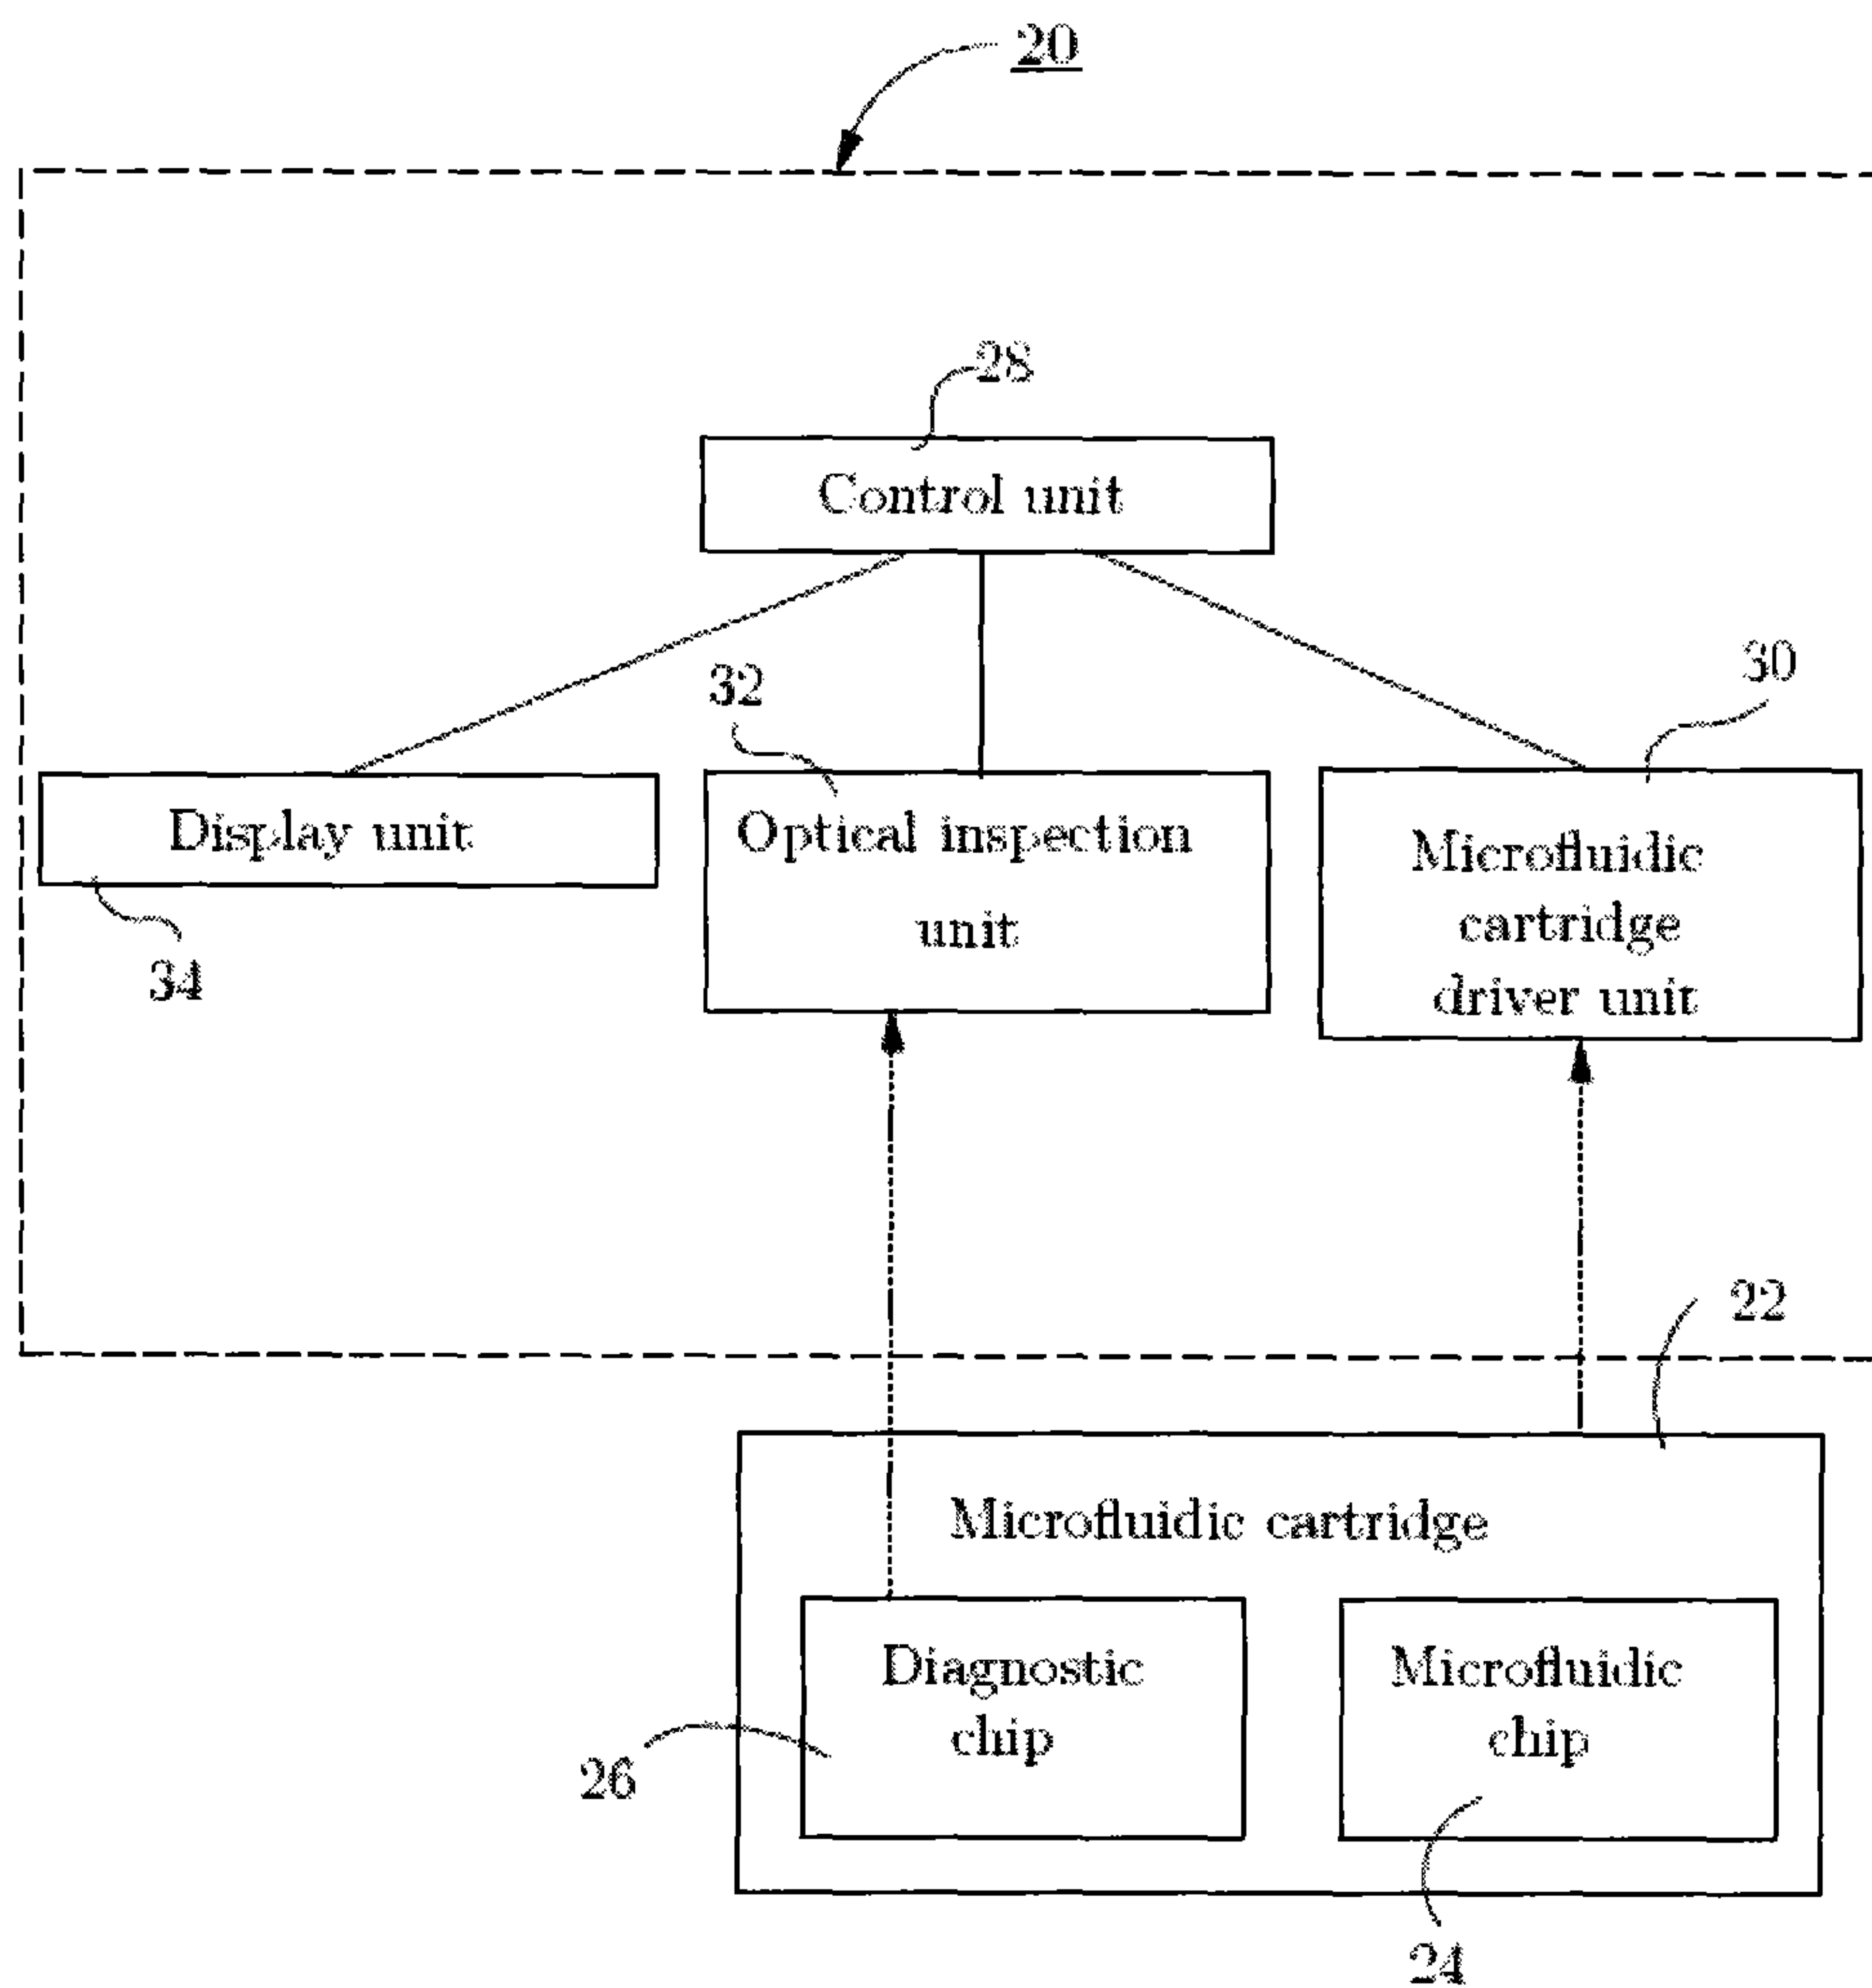 20
28
Control unit
32
30
Display unit
Optical inspection
unit
Microfluidic
cartridge
driver unit
34
22
Microfluidic cartridge
Diagnostic
chip
Microfluidic
chip
26
24